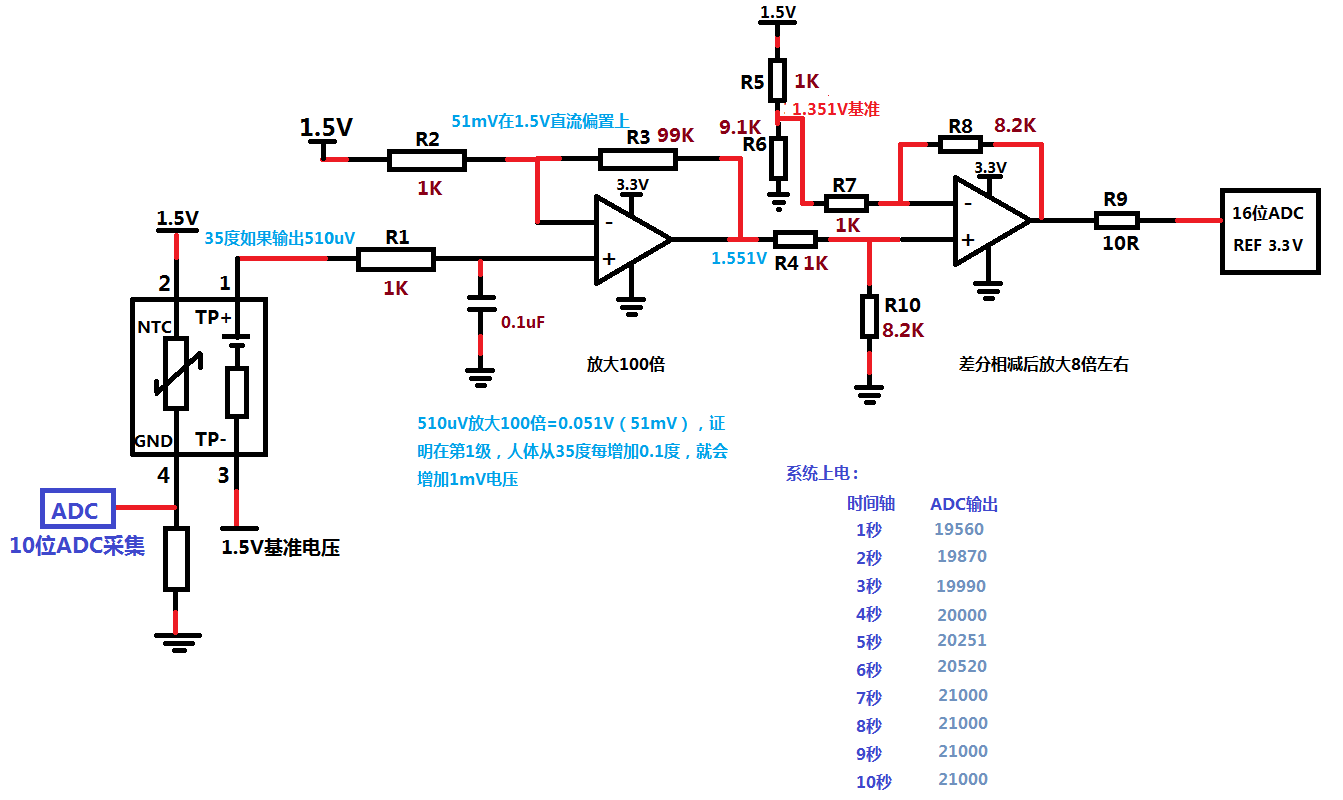 1.5V
R5
1K
1.351V基准
9.1K
R6
51mV在1.5V直流偏置上
1.5V
R2
1K
R3
99K
3.3V
-
+
R8
8.2K
3.3V
-
+
R7
1K
R9
10R
16位ADC
REF 3.3V
1.5V
35度如果输出510uV
R1
1K
1.551V
R4
1K
R10
8.2K
2
1
NTC
TP+
0.1uF
放大100倍
差分相减后放大8倍左右
GND
TP-
4
3
510uV放大100倍=0.051V（51mV），证
明在第1级，人体从35度每增加0.1度，就会
增加1mV电压
ADC
10位ADC采集
1.5V基准电压
系统上电：
时间轴 ADC输出
1秒 19560
2秒 19870
3秒 19990
4秒 20000
5秒 20251
6秒 20520
7秒 21000
8秒 21000
9秒 21000
10秒 21000